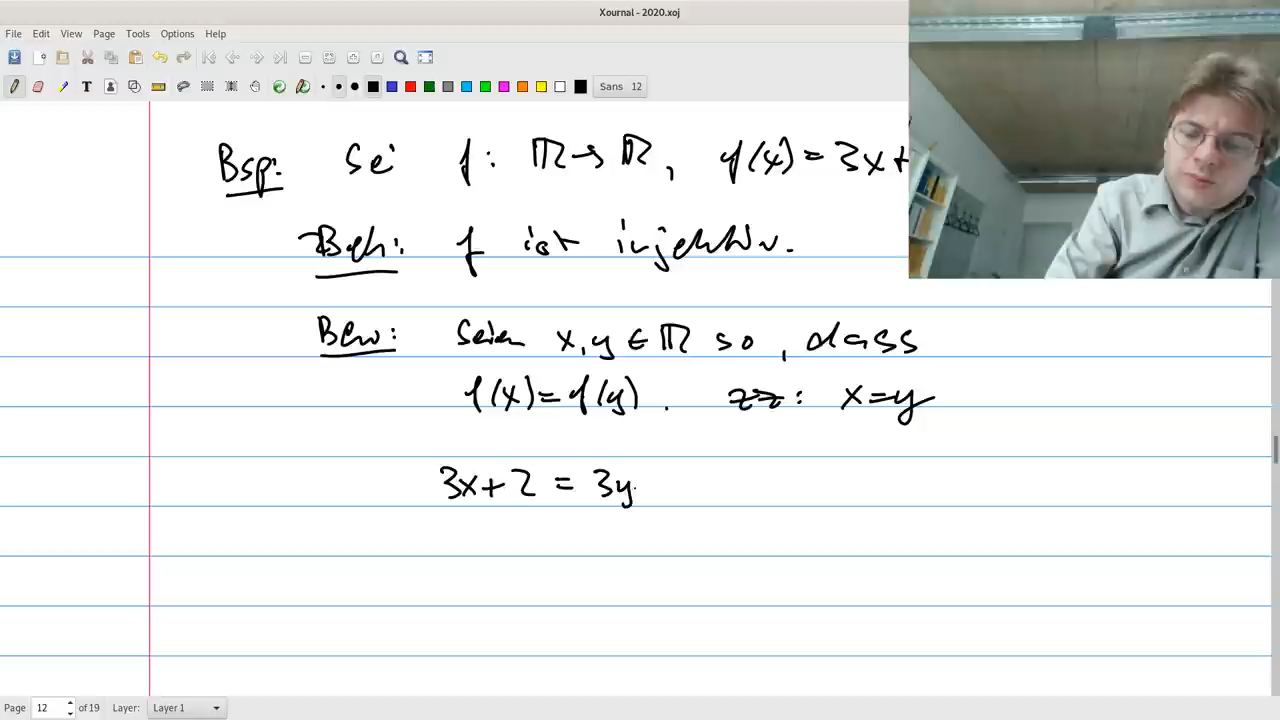 Xournal - 2020.xoj
File Edit View Page Tools Options Help
T Sans 12
Bsp: Sei f: ℝ→ℝ, f(x)=3x+
Beh: f ist injektiv.
Bew: Seien x,y ∈ ℝ so, dass
f(x)=f(y). zz: x=y
3x+2 = 3y
Page 12 of 19 Layer: Layer 1